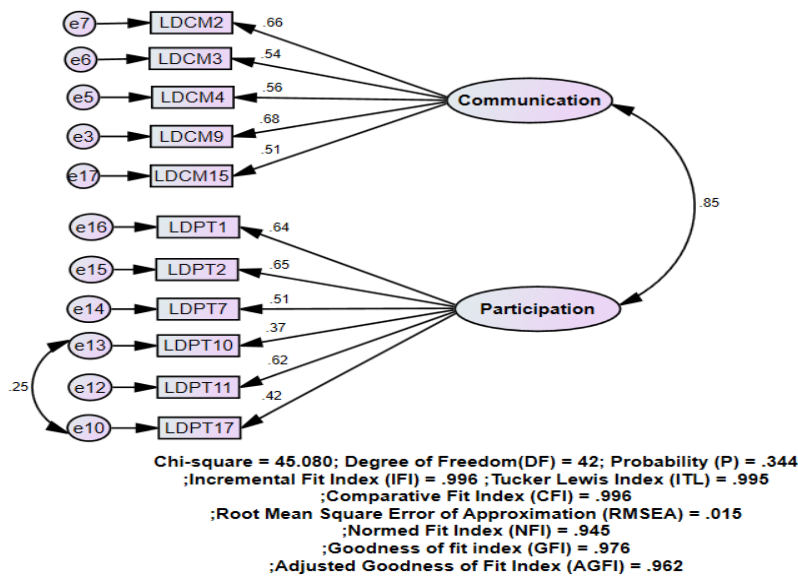 e7 LDCM2 .66
e6 LDCM3 .54
e5 LDCM4 .56
Communication
e3 LDCM9 .68
e17 LDCM15 .51
.85
e16 LDPT1 .64
e15 LDPT2 .65
e14 LDPT7 .51
Participation
e13 LDPT10 .37
e12 LDPT11 .62
.25
e10 LDPT17 .42
Chi-square = 45.080; Degree of Freedom(DF) = 42; Probability (P) = .344
;Incremental Fit Index (IFI) = .996 ;Tucker Lewis Index (ITL) = .995
;Comparative Fit Index (CFI) = .996
;Root Mean Square Error of Approximation (RMSEA) = .015
;Normed Fit Index (NFI) = .945
;Goodness of fit index (GFI) = .976
;Adjusted Goodness of Fit Index (AGFI) = .962